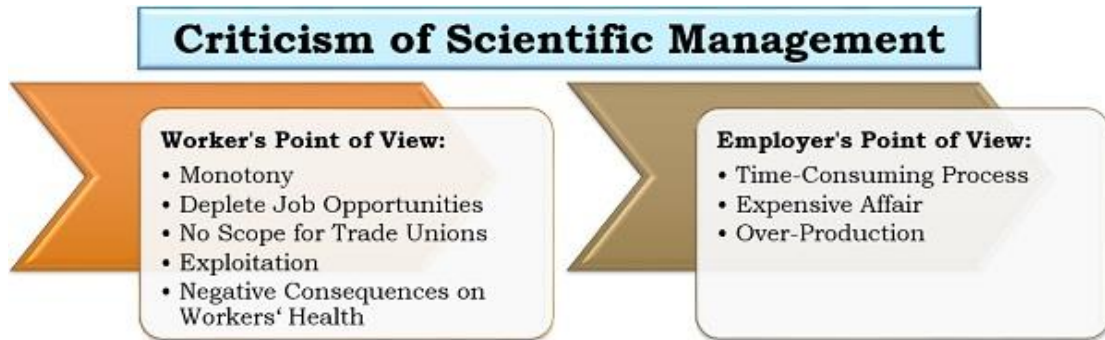 Criticism of Scientific Management
Worker's Point of View:
• Monotony
• Deplete Job Opportunities
• No Scope for Trade Unions
• Exploitation
• Negative Consequences on
Workers‘ Health
Employer's Point of View:
• Time-Consuming Process
• Expensive Affair
• Over-Production